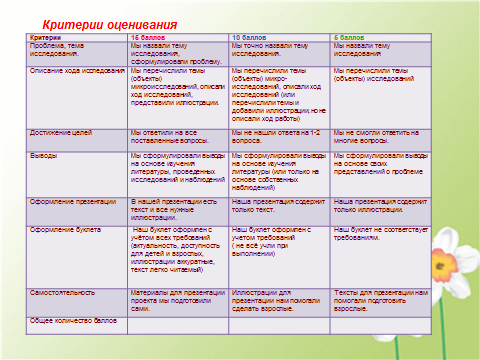 Критерии оценивания
Критерии 15 баллов 10 баллов 5 баллов
Проблема, тема исследования.
Мы назвали тему исследования, сформулировали проблему.
Мы точно назвали тему исследования.
Мы назвали тему исследования
Описание хода исследования
Мы перечислили темы (объекты) микроисследований, описали ход исследований, представили иллюстрации.
Мы перечислили темы (объекты) микро-исследований, описали ход исследований (или перечислили темы и добавили иллюстрации, но не описали ход работы)
Мы перечислили темы (объекты) исследований
Достижение целей
Мы ответили на все поставленные вопросы.
Мы не нашли ответа на 1-2 вопроса.
Мы не смогли ответить на многие вопросы.
Выводы
Мы сформулировали выводы на основе изучения литературы, проведенных исследований и наблюдений
Мы сформулировали выводы на основе изучения литературы (или только на основе собственных наблюдений)
Мы сформулировали выводы на основе своих представлений о проблеме
Оформление презентации
В нашей презентации есть текст и все нужные иллюстрации.
Наша презентация содержит только текст.
Наша презентация содержит только иллюстрации.
Оформление буклета
Наш буклет оформлен с учётом всех требований (актуальность, доступность для детей и взрослых, иллюстрации аккуратные, текст легко читаемый)
Наш буклет оформлен с учетом требований ( не всё учли при выполнении)
Наш буклет не соответствует требованиям.
Самостоятельность
Материалы для презентации проекта мы подготовили сами.
Иллюстрации для презентации нам помогали сделать взрослые.
Тексты для презентации нам помогали подготовить взрослые.
Общее количество баллов